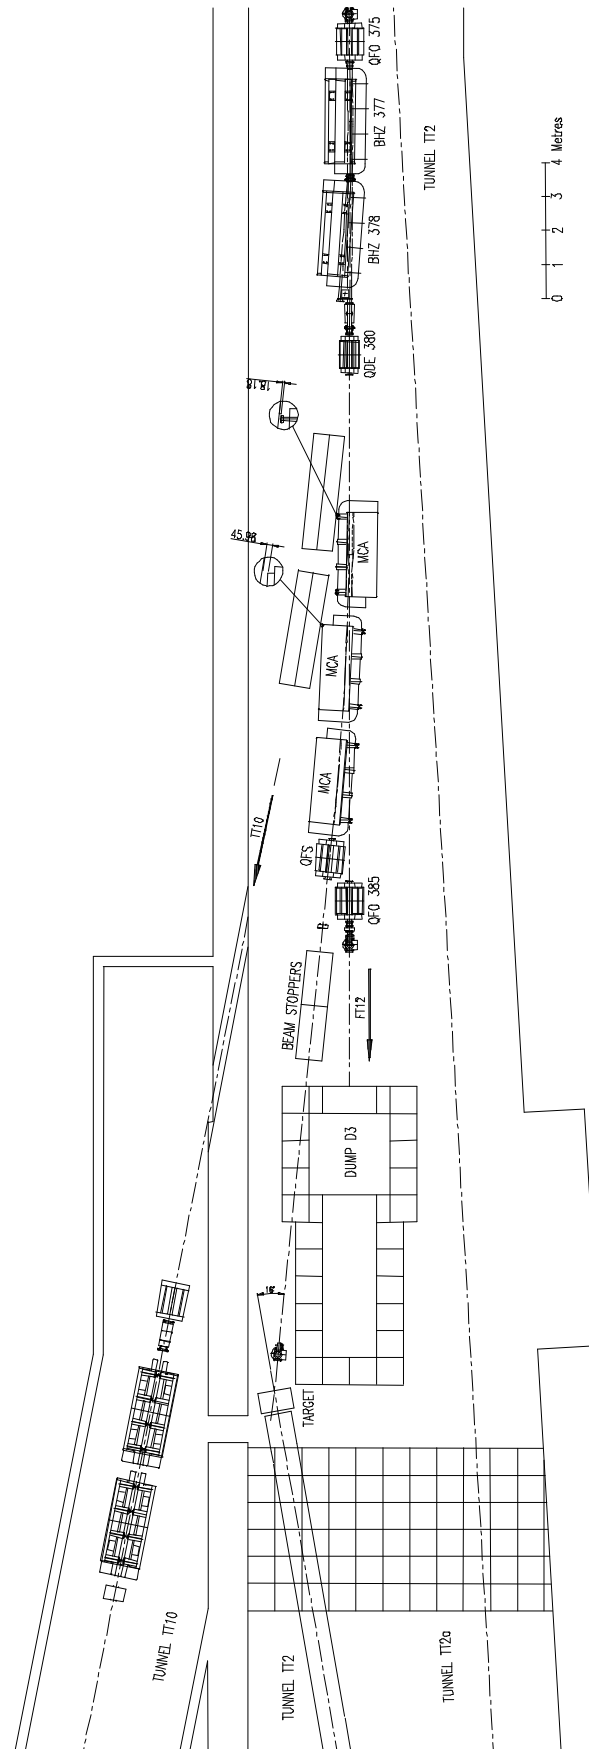 QFO 375
BHZ 377
TUNNEL TT2
0 1 2 3 4 Metres
BHZ 378
QDE 380
18.18
MCA
45.98
MCA
MCA
TT10
QFS
QFO 385
BEAM STOPPERS
FT12
DUMP D3
16°
TARGET
TUNNEL TT10
TUNNEL TT2
TUNNEL TT2a